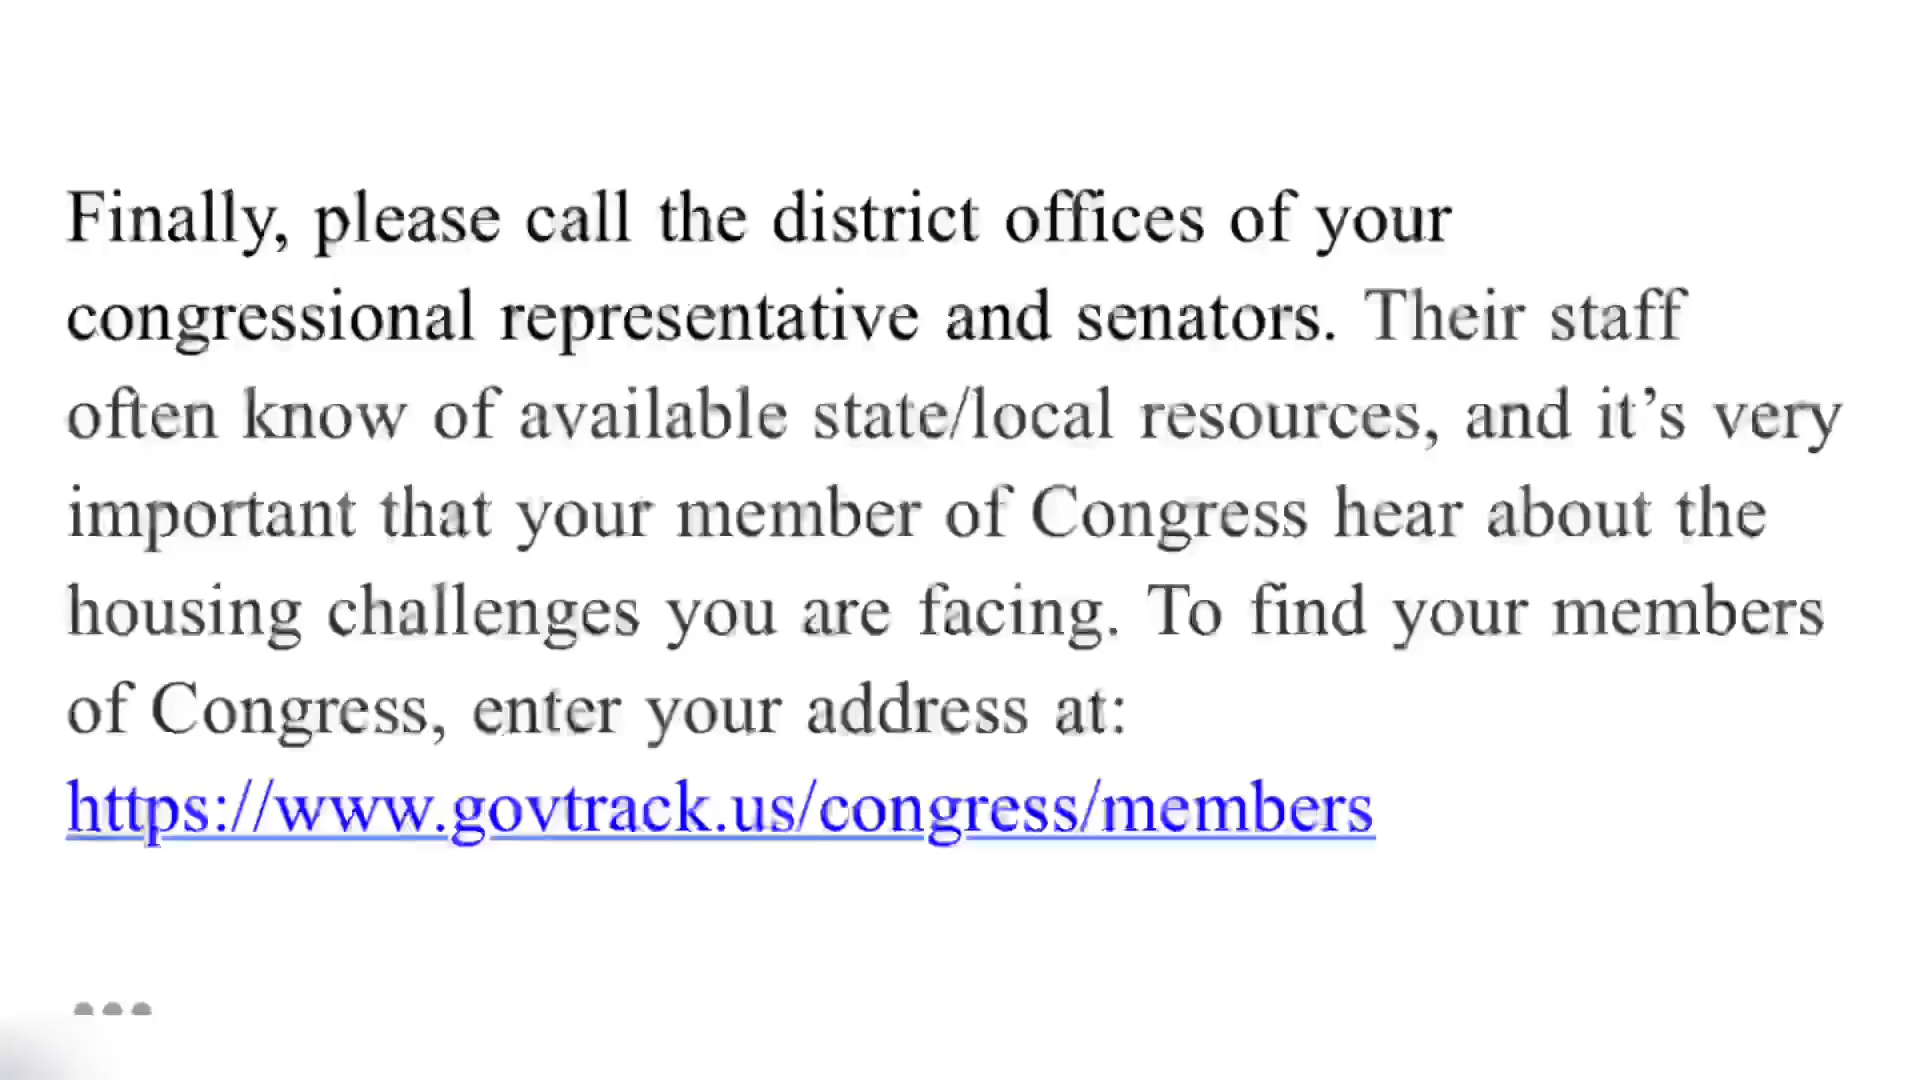 Finally, please call the district offices of your
congressional representative and senators. Their staff
often know of available state/local resources, and it’s very
important that your member of Congress hear about the
housing challenges you are facing. To find your members
of Congress, enter your address at:
https://www.govtrack.us/congress/members